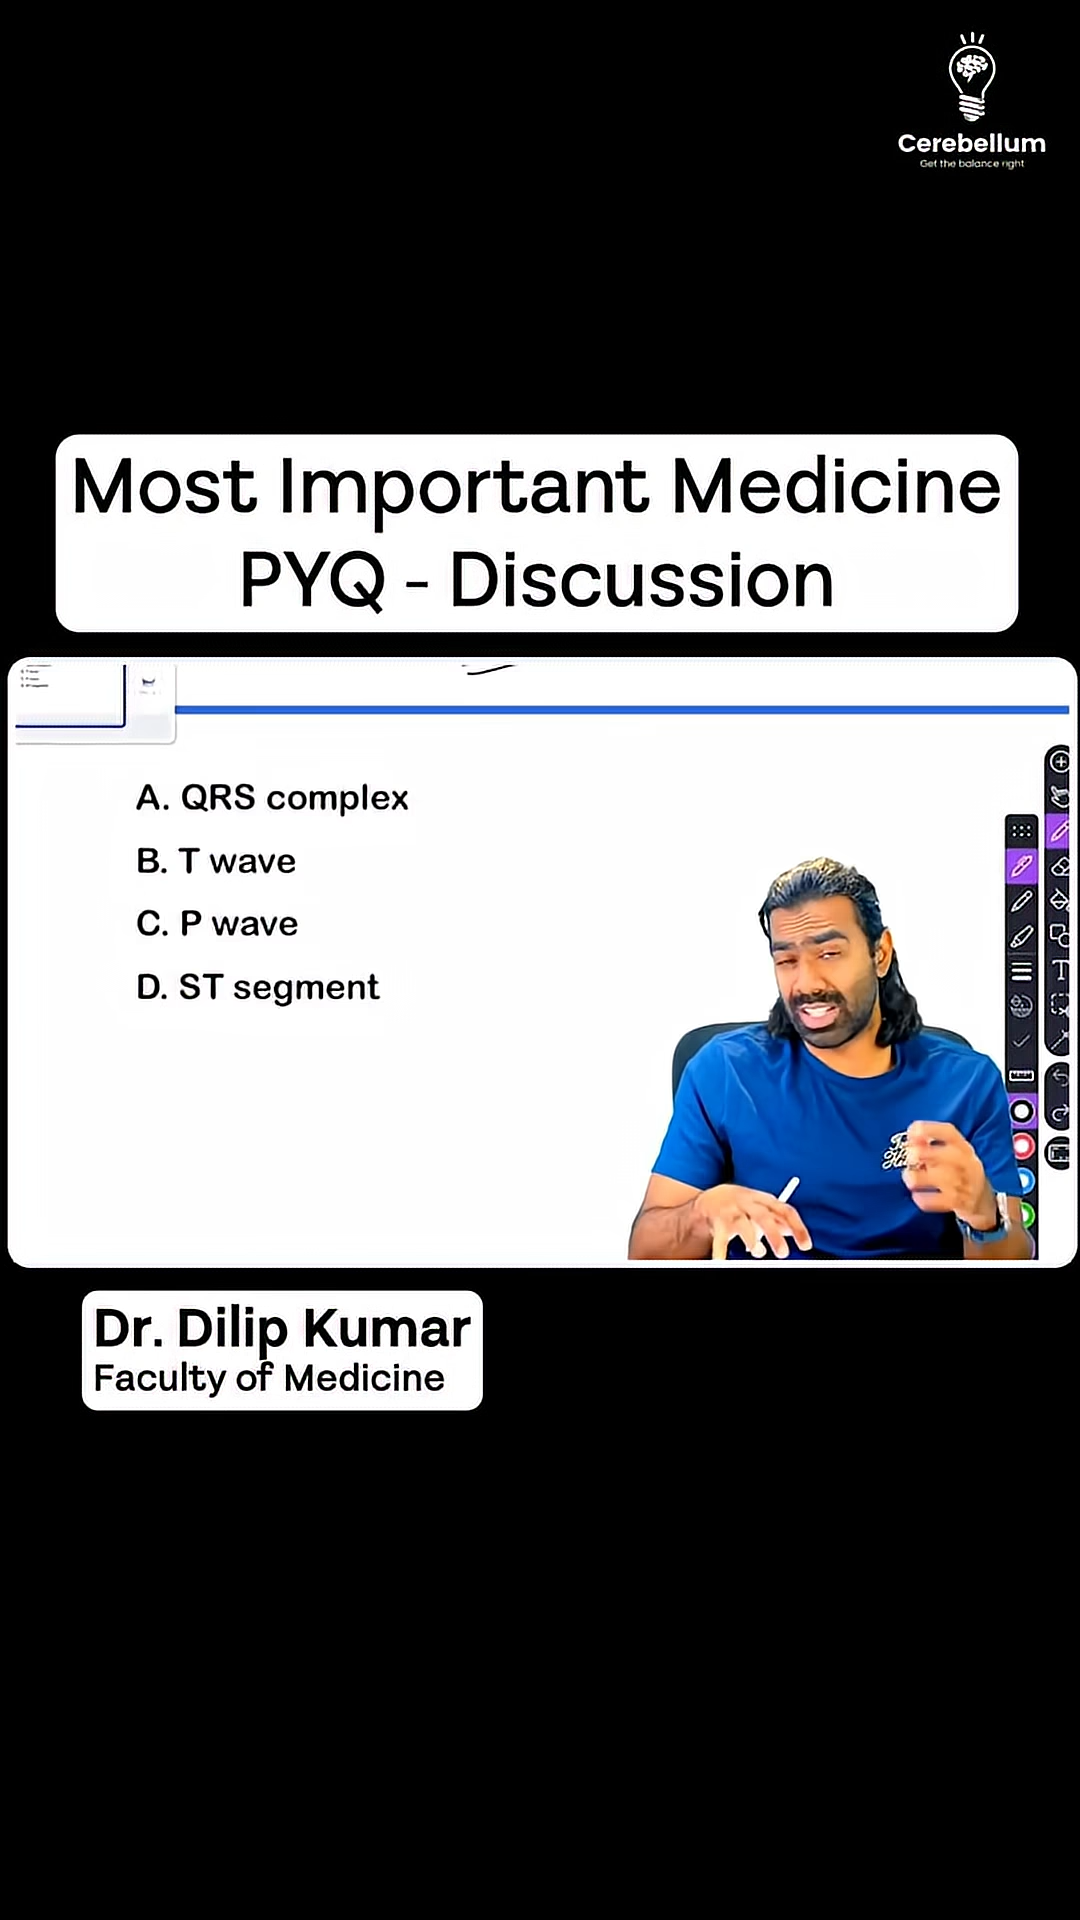 Cerebellum
Get the balance right
Most Important Medicine
PYQ - Discussion
A. QRS complex
B. T wave
C. P wave
D. ST segment
Dr. Dilip Kumar
Faculty of Medicine